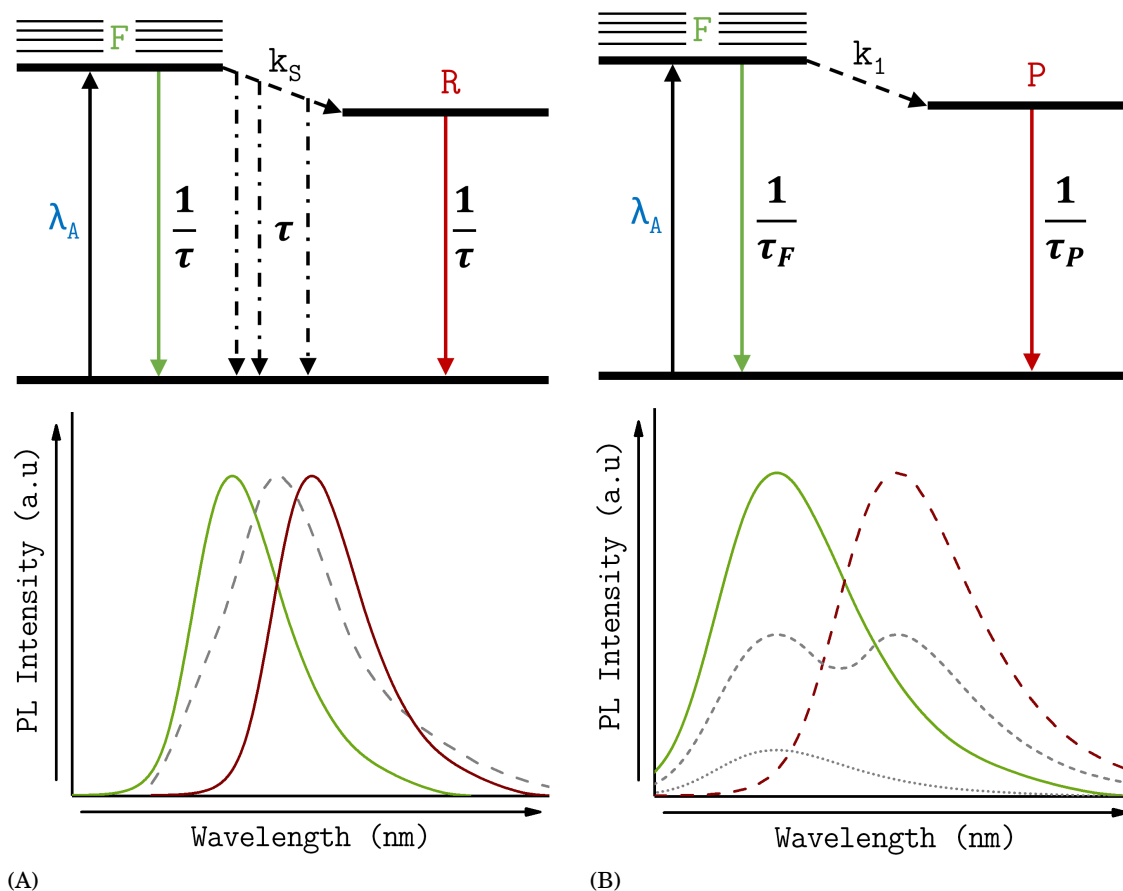 F
k_S
R
λ_A
1/τ
τ
1/τ
PL Intensity (a.u)
Wavelength (nm)
(A)
F
k_1
P
λ_A
1/τ_F
1/τ_P
PL Intensity (a.u)
Wavelength (nm)
(B)